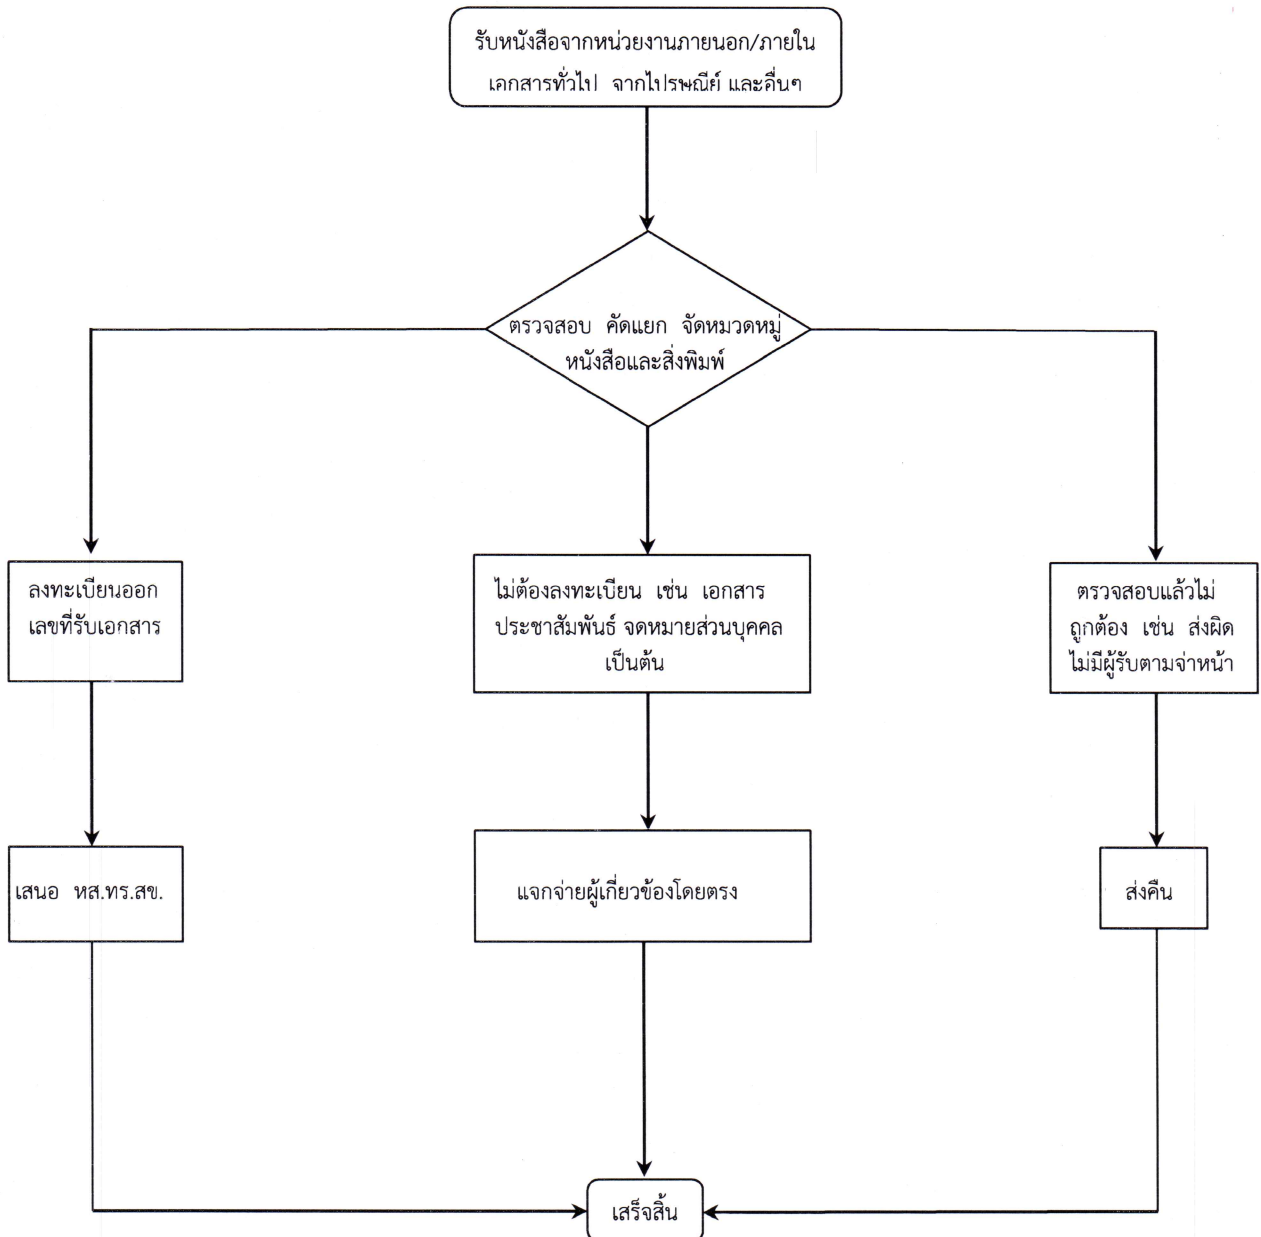 รับหนังสือจากหน่วยงานภายนอก/ภายใน
เอกสารทั่วไป จากไปรษณีย์ และอื่นๆ
ตรวจสอบ คัดแยก จัดหมวดหมู่
หนังสือและสิ่งพิมพ์
ลงทะเบียนออก
เลขที่รับเอกสาร
ไม่ต้องลงทะเบียน เช่น เอกสาร
ประชาสัมพันธ์ จดหมายส่วนบุคคล
เป็นต้น
ตรวจสอบแล้วไม่
ถูกต้อง เช่น ส่งผิด
ไม่มีผู้รับตามจ่าหน้า
เสนอ หส.ทร.สข.
แจกจ่ายผู้เกี่ยวข้องโดยตรง
ส่งคืน
เสร็จสิ้น